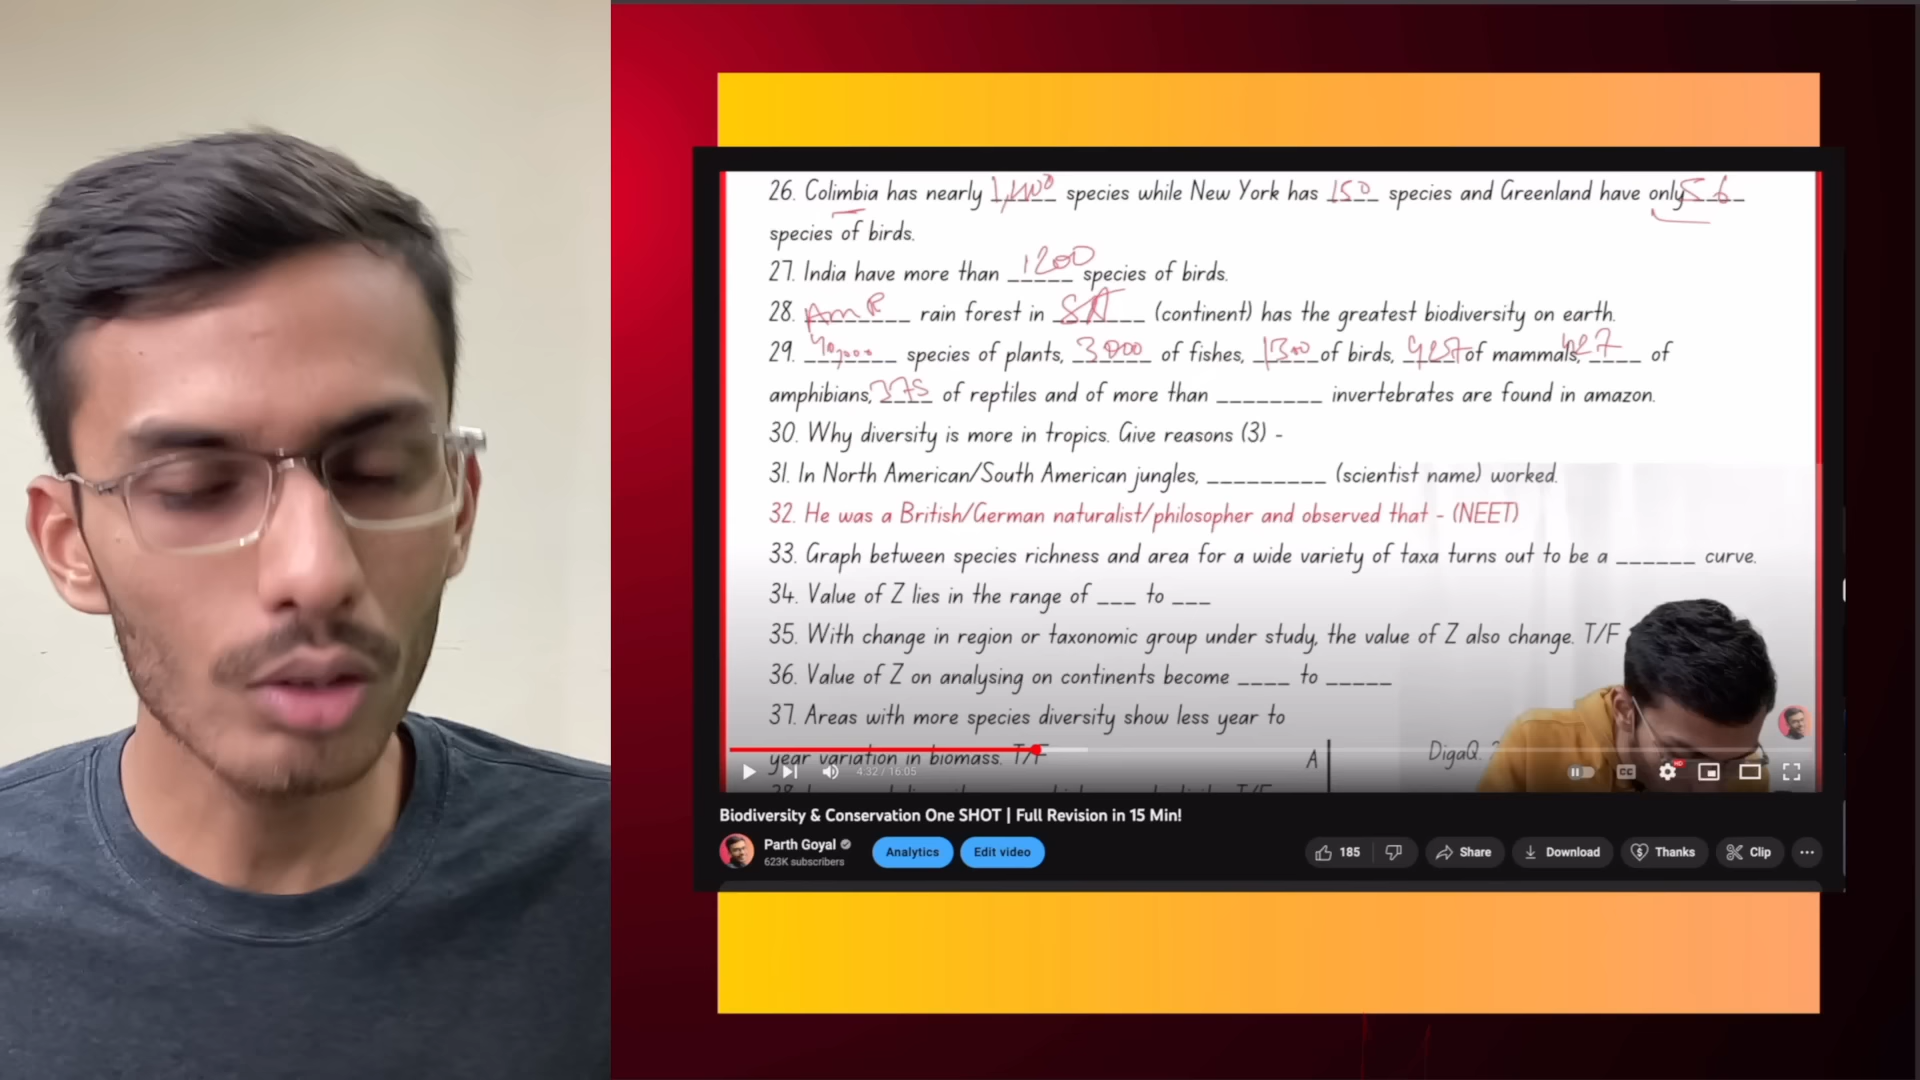 26. Colimbia has nearly 1,400 species while New York has 150 species and Greenland have only 56
species of birds.
27. India have more than 1200 species of birds.
28. Am R rain forest in SA (continent) has the greatest biodiversity on earth.
29. 40,000 species of plants, 3000 of fishes, 1300 of birds, 427 of mammals, 427 of
amphibians, 378 of reptiles and of more than ________ invertebrates are found in amazon.
30. Why diversity is more in tropics. Give reasons (3) -
31. In North American/South American jungles, _________ (scientist name) worked.
32. He was a British/German naturalist/philosopher and observed that - (NEET)
33. Graph between species richness and area for a wide variety of taxa turns out to be a ______ curve.
34. Value of Z lies in the range of ___ to ___
35. With change in region or taxonomic group under study, the value of Z also change. T/F
36. Value of Z on analysing on continents become ____ to _____
37. Areas with more species diversity show less year to
year variation in biomass. T/F
A
DigaQ.
4:32 / 16:05
CC
HD
Biodiversity & Conservation One SHOT | Full Revision in 15 Min!
Parth Goyal
623K subscribers
Analytics
Edit video
185
Share
Download
Thanks
Clip